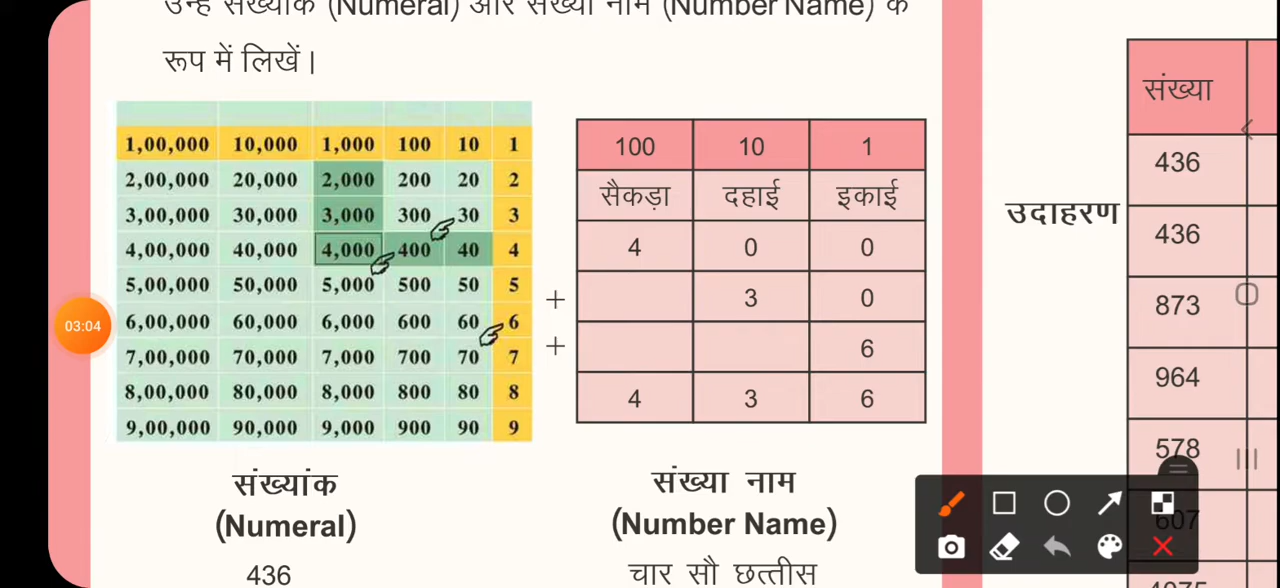 उन्हें संख्यांक (Numeral) और संख्या नाम (Number Name) के
रूप में लिखें।
1,00,000 10,000 1,000 100 10 1
2,00,000 20,000 2,000 200 20 2
3,00,000 30,000 3,000 300 30 3
4,00,000 40,000 4,000 400 40 4
5,00,000 50,000 5,000 500 50 5
6,00,000 60,000 6,000 600 60 6
7,00,000 70,000 7,000 700 70 7
8,00,000 80,000 8,000 800 80 8
9,00,000 90,000 9,000 900 90 9
100 10 1
सैकड़ा दहाई इकाई
4 0 0
+ 3 0
+ 6
4 3 6
संख्यांक
(Numeral)
436
संख्या नाम
(Number Name)
चार सौ छत्तीस
उदाहरण
संख्या
436
436
873
964
578
607
03:04